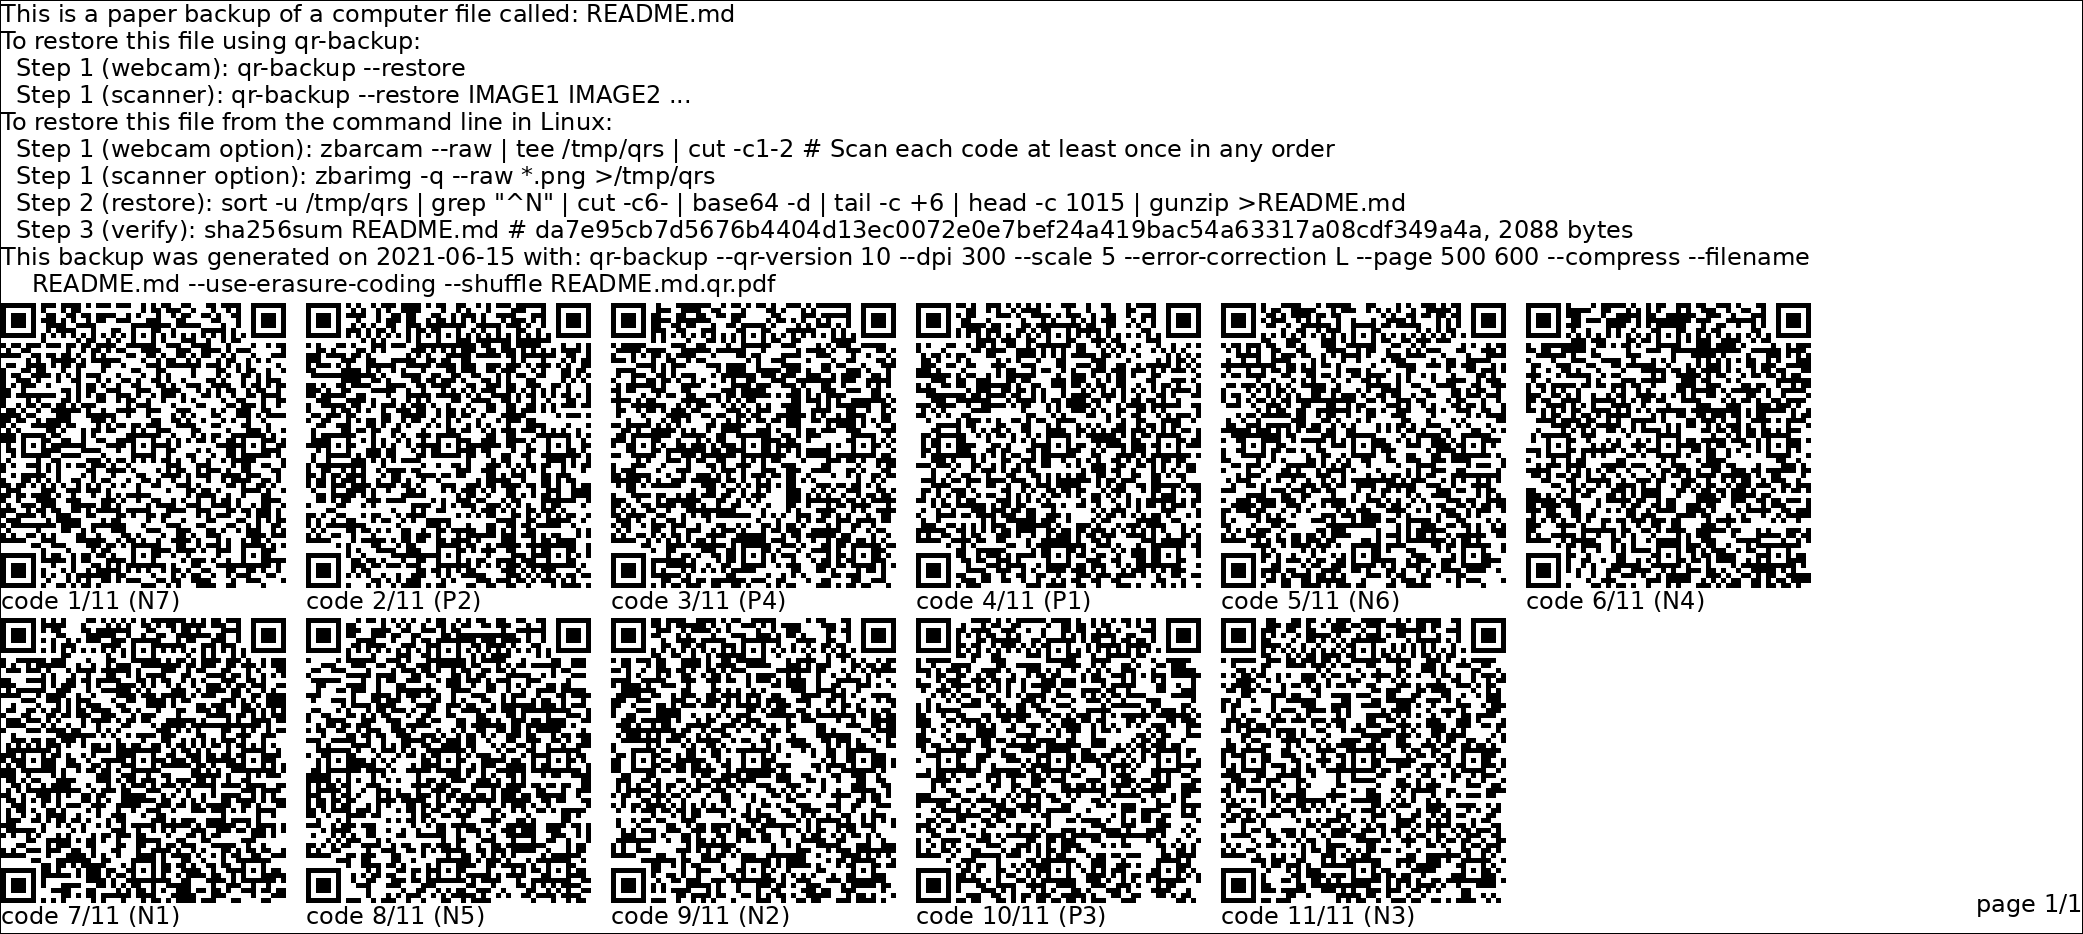 This is a paper backup of a computer file called: README.md
To restore this file using qr-backup:
Step 1 (webcam): qr-backup --restore
Step 1 (scanner): qr-backup --restore IMAGE1 IMAGE2 ...
To restore this file from the command line in Linux:
Step 1 (webcam option): zbarcam --raw | tee /tmp/qrs | cut -c1-2 # Scan each code at least once in any order
Step 1 (scanner option): zbarimg -q --raw *.png >/tmp/qrs
Step 2 (restore): sort -u /tmp/qrs | grep "^N" | cut -c6- | base64 -d | tail -c +6 | head -c 1015 | gunzip >README.md
Step 3 (verify): sha256sum README.md # da7e95cb7d5676b4404d13ec0072e0e7bef24a419bac54a63317a08cdf349a4a, 2088 bytes
This backup was generated on 2021-06-15 with: qr-backup --qr-version 10 --dpi 300 --scale 5 --error-correction L --page 500 600 --compress --filename
README.md --use-erasure-coding --shuffle README.md.qr.pdf
code 1/11 (N7)
code 2/11 (P2)
code 3/11 (P4)
code 4/11 (P1)
code 5/11 (N6)
code 6/11 (N4)
code 7/11 (N1)
code 8/11 (N5)
code 9/11 (N2)
code 10/11 (P3)
code 11/11 (N3)
page 1/1